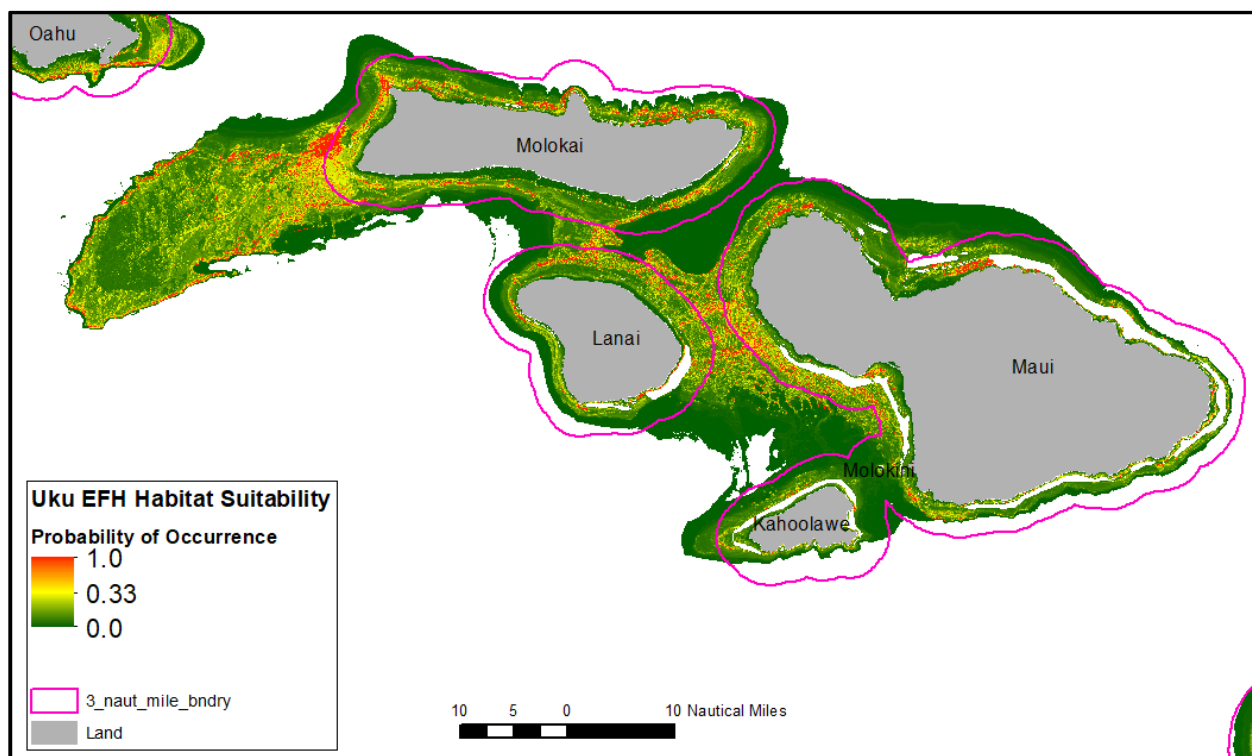 Oahu
Molokai
Lanai
Maui
Molokini
Kahoolawe
Uku EFH Habitat Suitability
Probability of Occurrence
1.0
0.33
0.0
3_naut_mile_bndry
Land
10 5 0 10 Nautical Miles